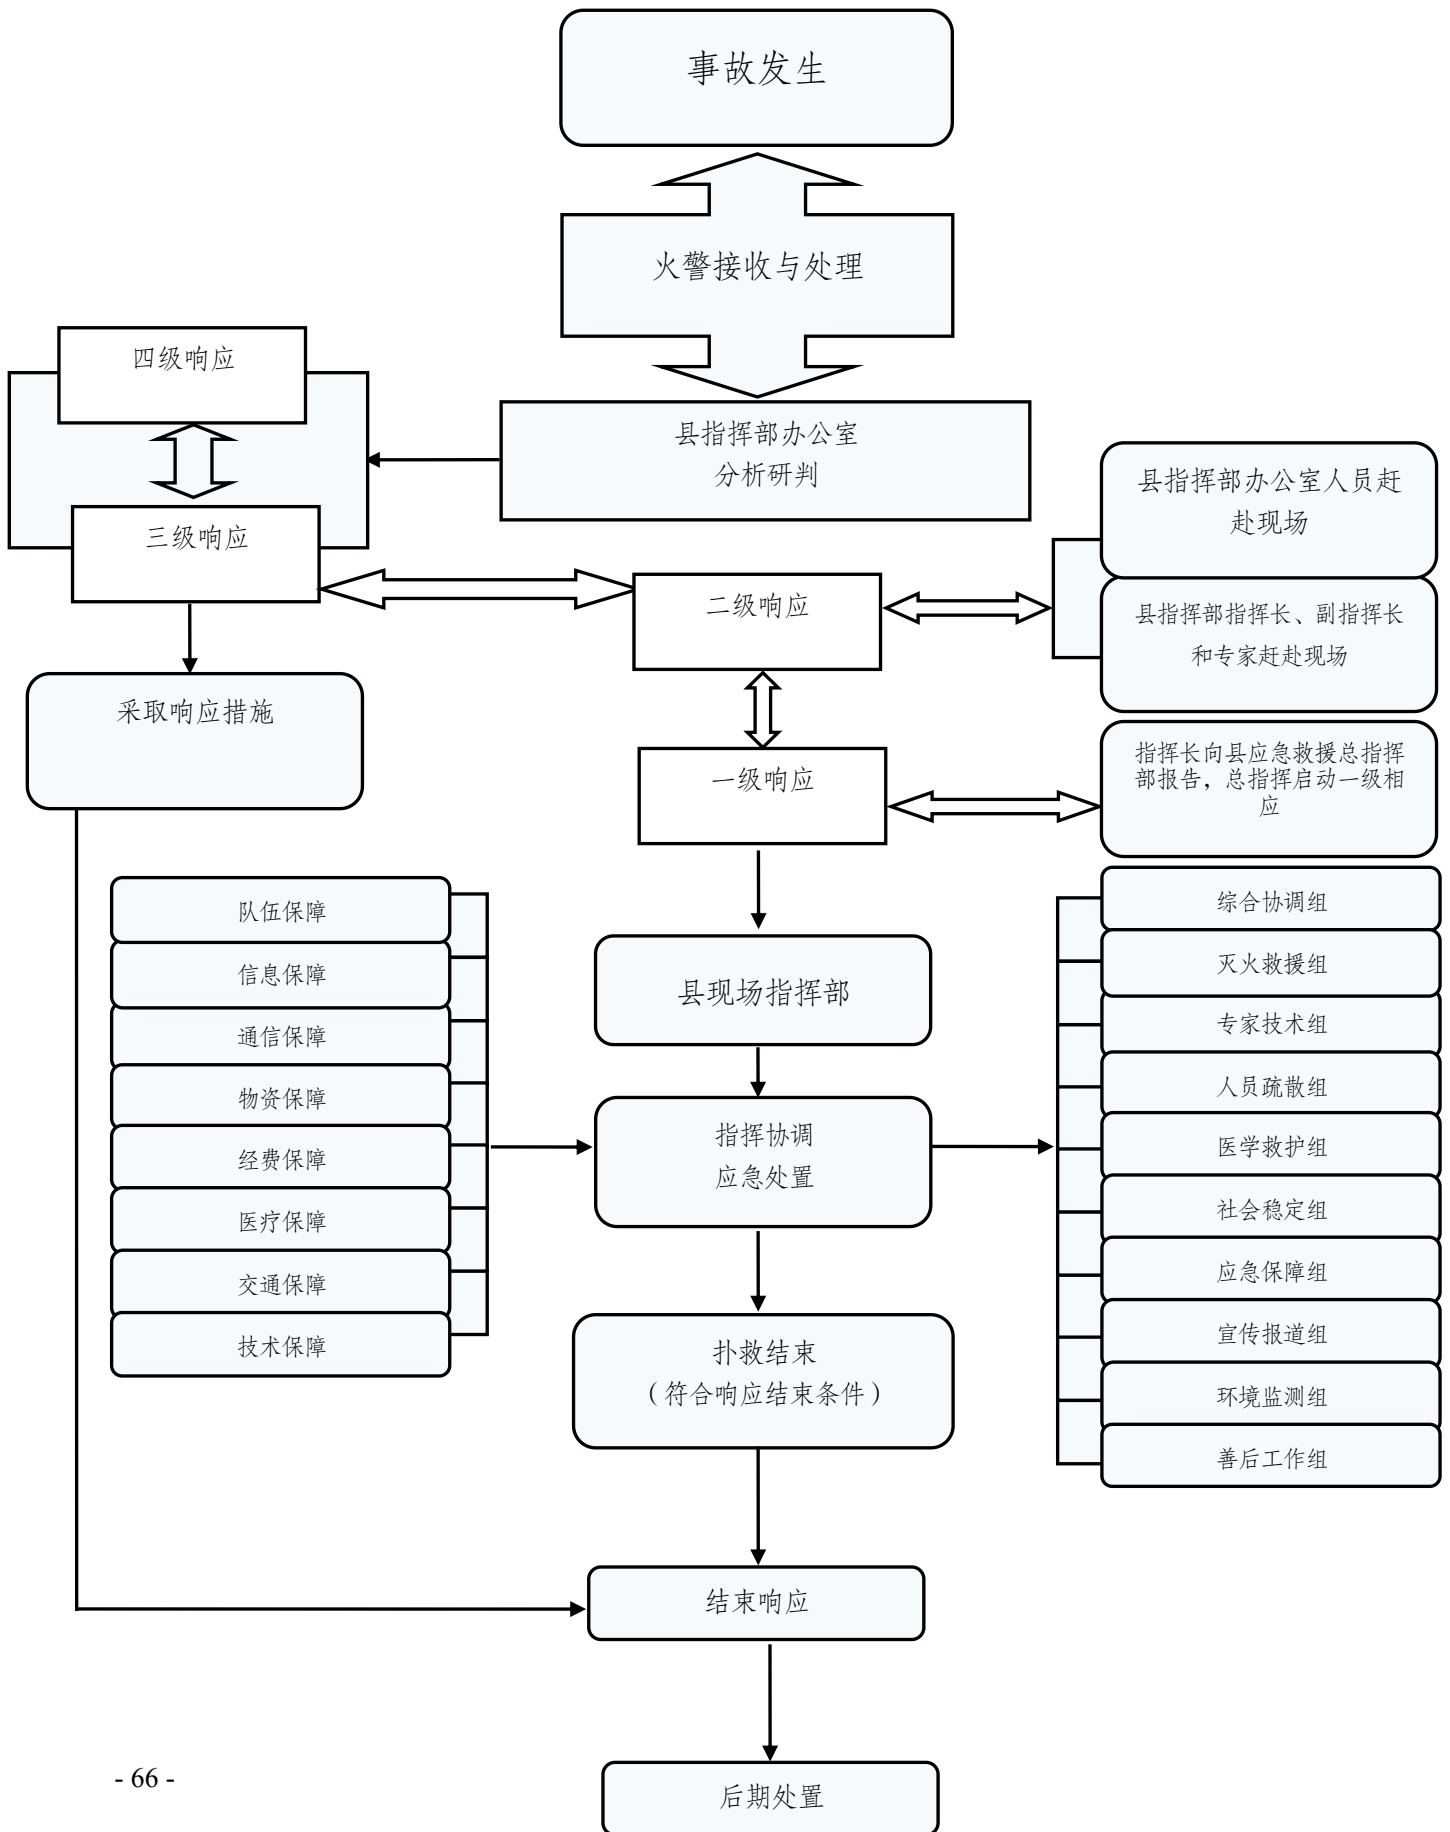 事故发生
火警接收与处理
四级响应
县指挥部办公室
分析研判
三级响应
县指挥部办公室人员赶
赴现场
二级响应
县指挥部指挥长、副指挥长
和专家赶赴现场
采取响应措施
一级响应
指挥长向县应急救援总指挥
部报告，总指挥启动一级相
应
队伍保障
信息保障
通信保障
物资保障
经费保障
医疗保障
交通保障
技术保障
县现场指挥部
指挥协调
应急处置
扑救结束
（符合响应结束条件）
综合协调组
灭火救援组
专家技术组
人员疏散组
医学救护组
社会稳定组
应急保障组
宣传报道组
环境监测组
善后工作组
结束响应
后期处置
- 66 -